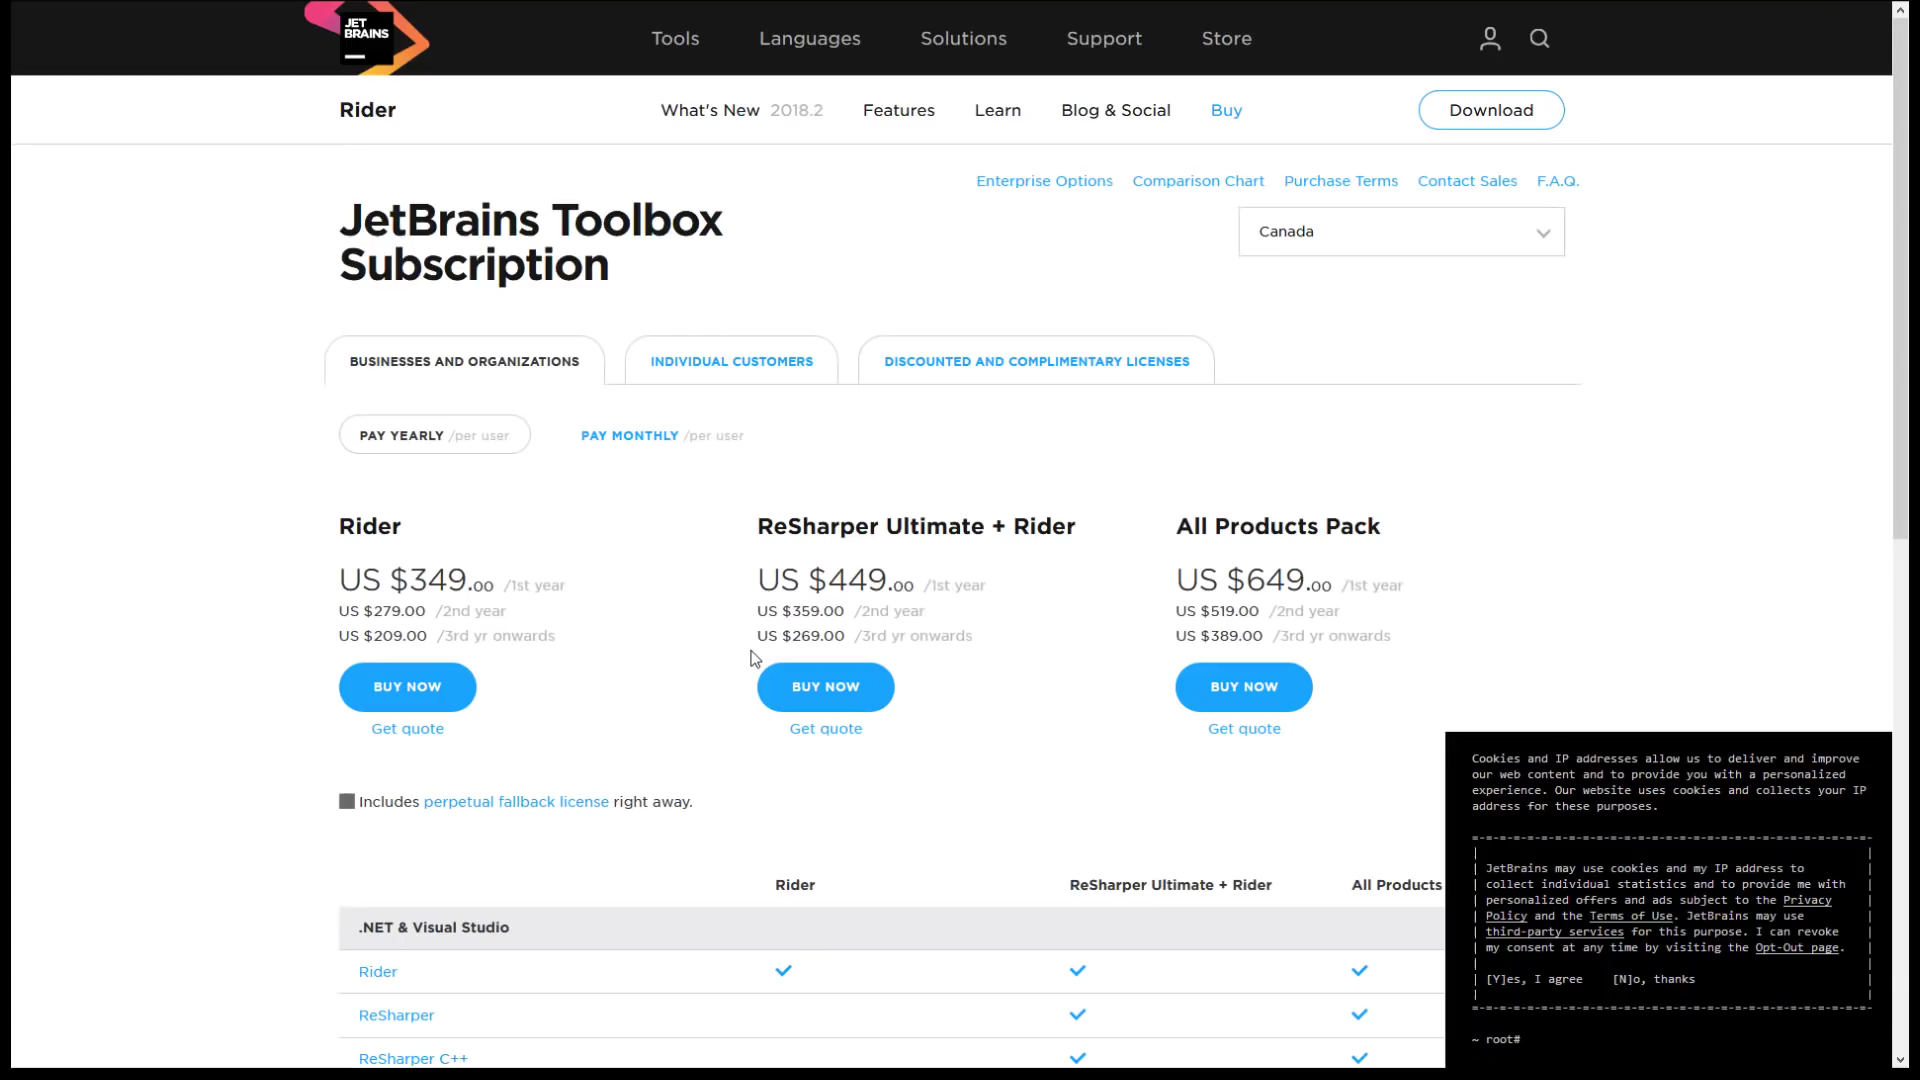 JET
BRAINS
Tools Languages Solutions Support Store
Rider What's New 2018.2 Features Learn Blog & Social Buy Download
Enterprise Options Comparison Chart Purchase Terms Contact Sales F.A.Q.
JetBrains Toolbox
Subscription
Canada
BUSINESSES AND ORGANIZATIONS INDIVIDUAL CUSTOMERS DISCOUNTED AND COMPLIMENTARY LICENSES
PAY YEARLY /per user PAY MONTHLY /per user
Rider
US $349.00 /1st year
US $279.00 /2nd year
US $209.00 /3rd yr onwards
BUY NOW
Get quote
ReSharper Ultimate + Rider
US $449.00 /1st year
US $359.00 /2nd year
US $269.00 /3rd yr onwards
BUY NOW
Get quote
All Products Pack
US $649.00 /1st year
US $519.00 /2nd year
US $389.00 /3rd yr onwards
BUY NOW
Get quote
Includes perpetual fallback license right away.
Rider ReSharper Ultimate + Rider All Products
.NET & Visual Studio
Rider
ReSharper
ReSharper C++
Cookies and IP addresses allow us to deliver and improve
our web content and to provide you with a personalized
experience. Our website uses cookies and collects your IP
address for these purposes.
JetBrains may use cookies and my IP address to
collect individual statistics and to provide me with
personalized offers and ads subject to the Privacy
Policy and the Terms of Use. JetBrains may use
third-party services for this purpose. I can revoke
my consent at any time by visiting the Opt-Out page.
[Y]es, I agree [N]o, thanks
~ root#